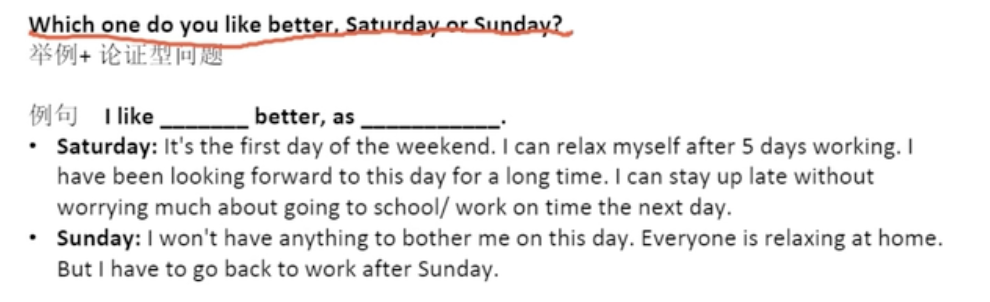 Which one do you like better, Saturday or Sunday?
举例+ 论证型问题
例句 I like _______ better, as ___________.
• Saturday: It's the first day of the weekend. I can relax myself after 5 days working. I
have been looking forward to this day for a long time. I can stay up late without
worrying much about going to school/ work on time the next day.
• Sunday: I won't have anything to bother me on this day. Everyone is relaxing at home.
But I have to go back to work after Sunday.